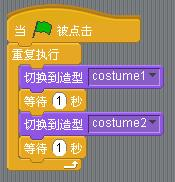 当 被点击
重复执行
切换到造型 costume1
等待 1 秒
切换到造型 costume2
等待 1 秒